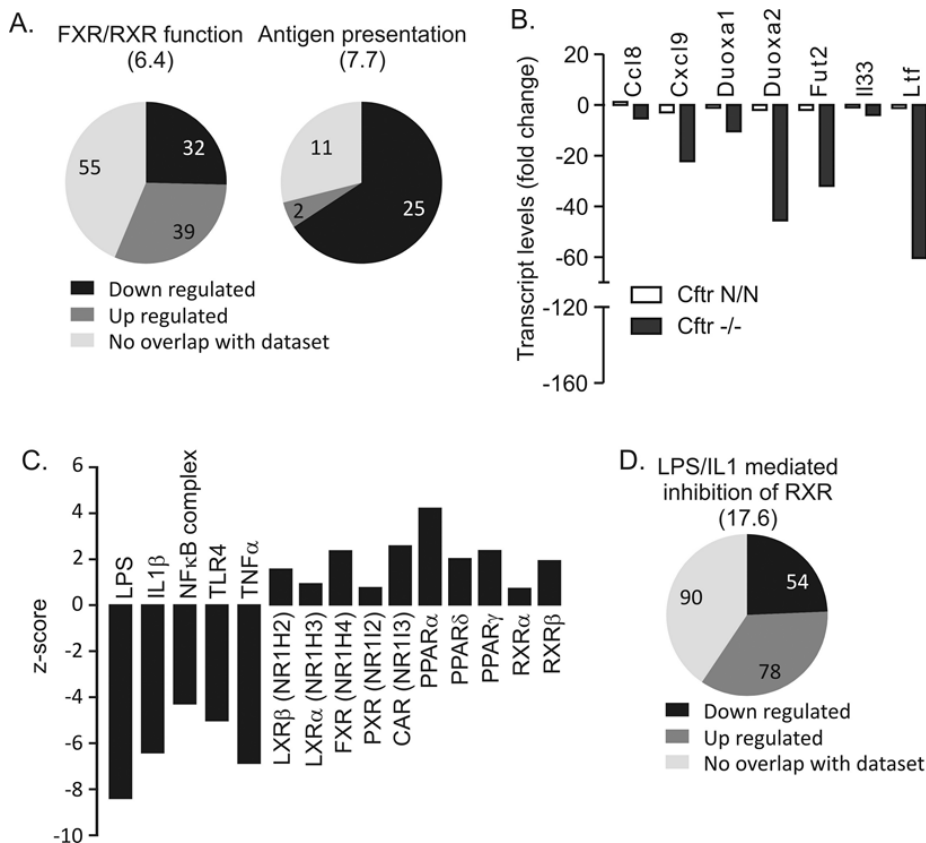 A.
FXR/RXR function
(6.4)
Antigen presentation
(7.7)
55
32
39
11
2
25
Down regulated
Up regulated
No overlap with dataset
B.
Transcript levels (fold change)
20
0
-20
-40
-60
-120
-160
Ccl8
Cxcl9
Duoxa1
Duoxa2
Fut2
Il33
Ltf
Cftr N/N
Cftr -/-
C.
z-score
6
4
2
0
-2
-4
-6
-8
-10
LPS
IL1β
NFκB complex
TLR4
TNFα
LXRβ (NR1H2)
LXRα (NR1H3)
FXR (NR1H4)
PXR (NR1I2)
CAR (NR1I3)
PPARα
PPARδ
PPARγ
RXRα
RXRβ
D.
LPS/IL1 mediated
inhibition of RXR
(17.6)
90
54
78
Down regulated
Up regulated
No overlap with dataset